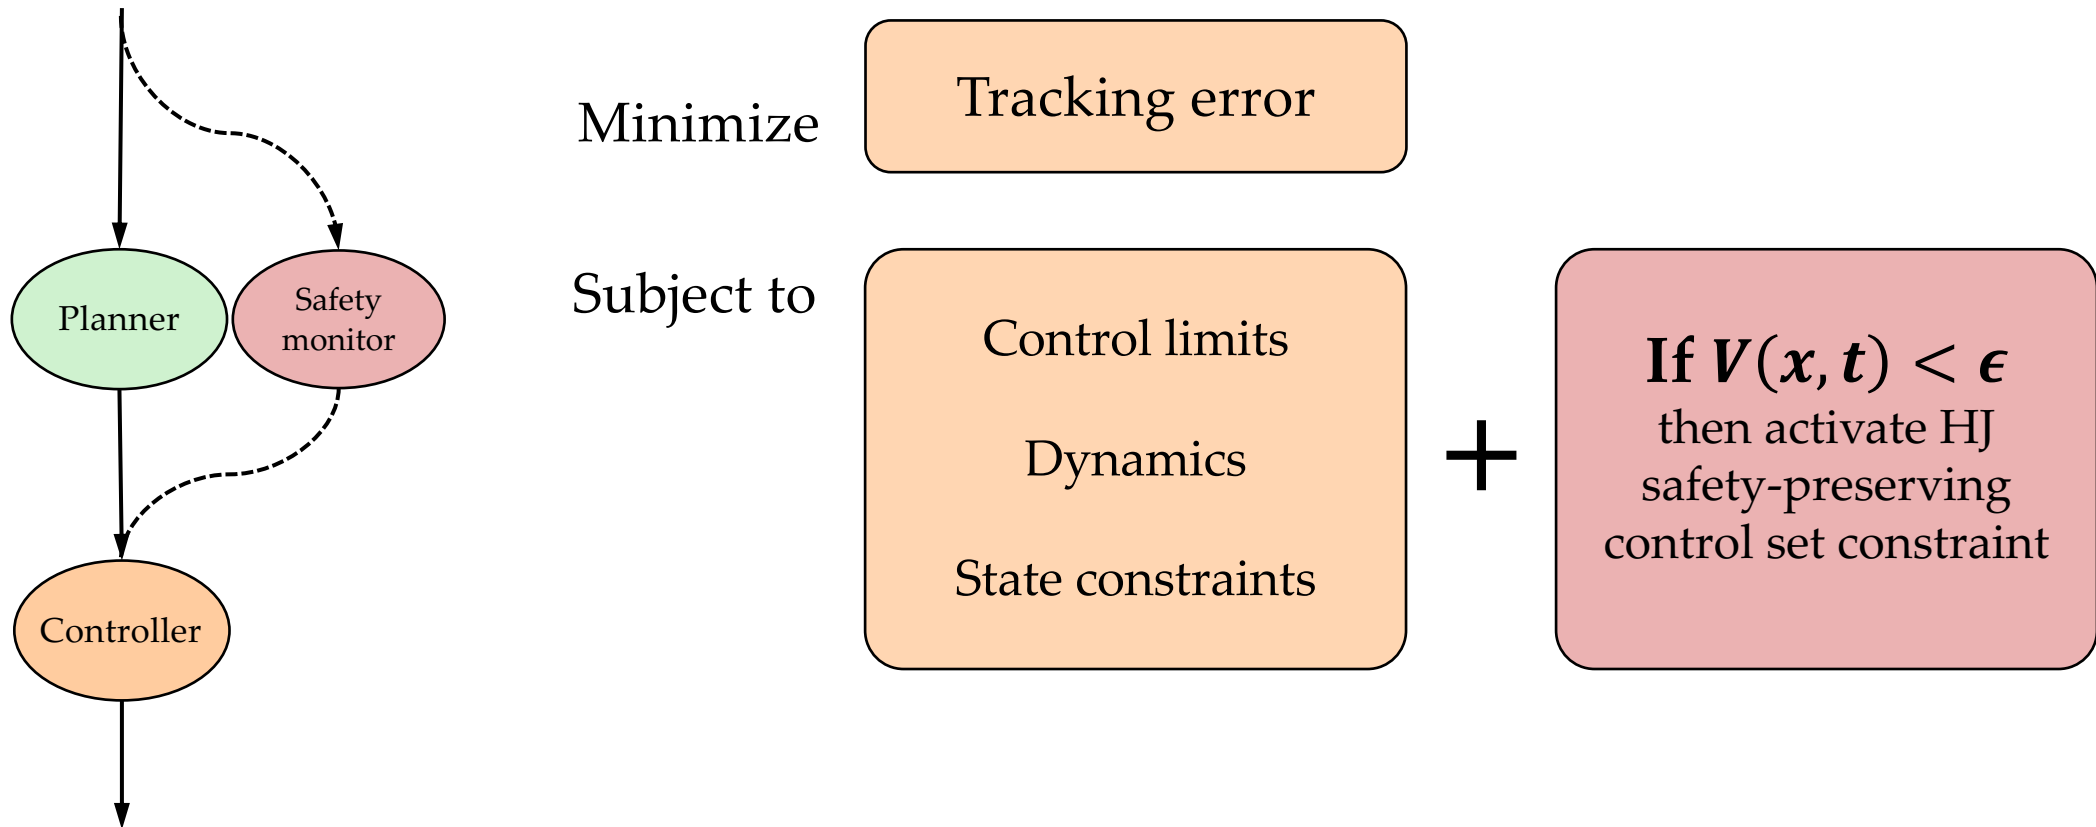 Minimize
Tracking error
Planner
Safety
monitor
Controller
Subject to
Control limits
Dynamics
State constraints
+
If V(x, t) < ϵ
then activate HJ
safety-preserving
control set constraint